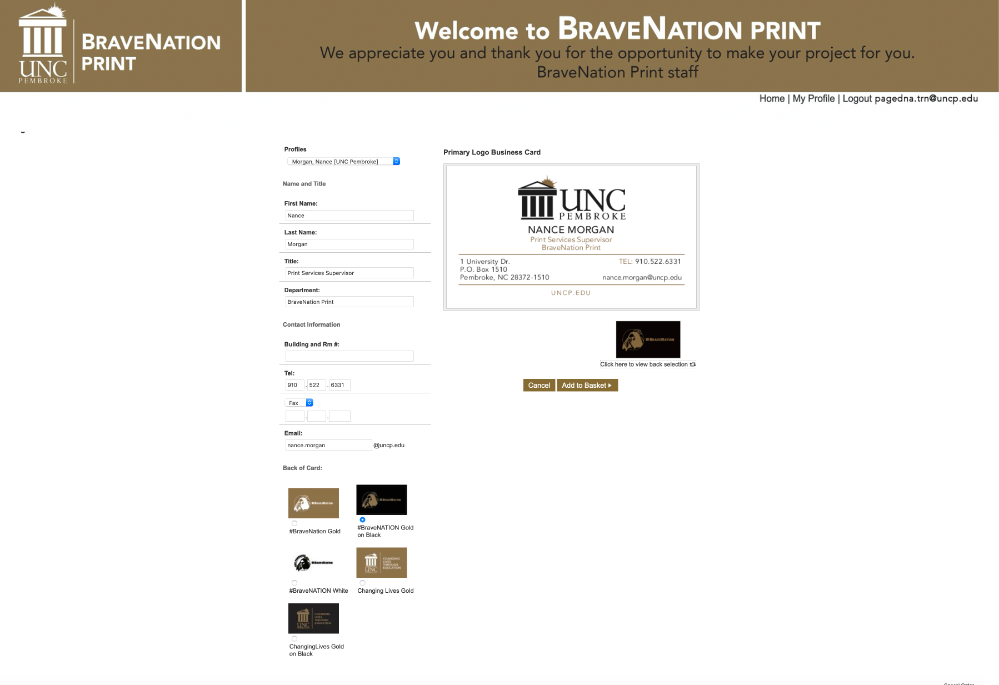 BRAVENATION
PRINT
UNC
PEMBROKE
Welcome to BRAVENATION PRINT
We appreciate you and thank you for the opportunity to make your project for you.
BraveNation Print staff
Home | My Profile | Logout pagedna.trn@uncp.edu
Profiles
Morgan, Nance [UNC Pembroke]
Name and Title
First Name:
Nance
Last Name:
Morgan
Title:
Print Services Supervisor
Department:
BraveNation Print
Contact Information
Building and Rm #:
Tel:
910 . 522 . 6331
Fax
. .
Email:
nance.morgan @uncp.edu
Back of Card:
#BRAVENATION
#BRAVENATION
#BraveNation Gold
#BraveNATION Gold
on Black
#BRAVENATION
UNC
PEMBROKE
CHANGING
LIVES
THROUGH
EDUCATION
#BraveNATION White
Changing Lives Gold
UNC
PEMBROKE
CHANGING
LIVES
THROUGH
EDUCATION
ChangingLives Gold
on Black
Primary Logo Business Card
UNC
PEMBROKE
NANCE MORGAN
Print Services Supervisor
BraveNation Print
1 University Dr.
P.O. Box 1510
Pembroke, NC 28372-1510
TEL: 910.522.6331
nance.morgan@uncp.edu
UNCP.EDU
#BRAVENATION
Click here to view back selection
Cancel
Add to Basket